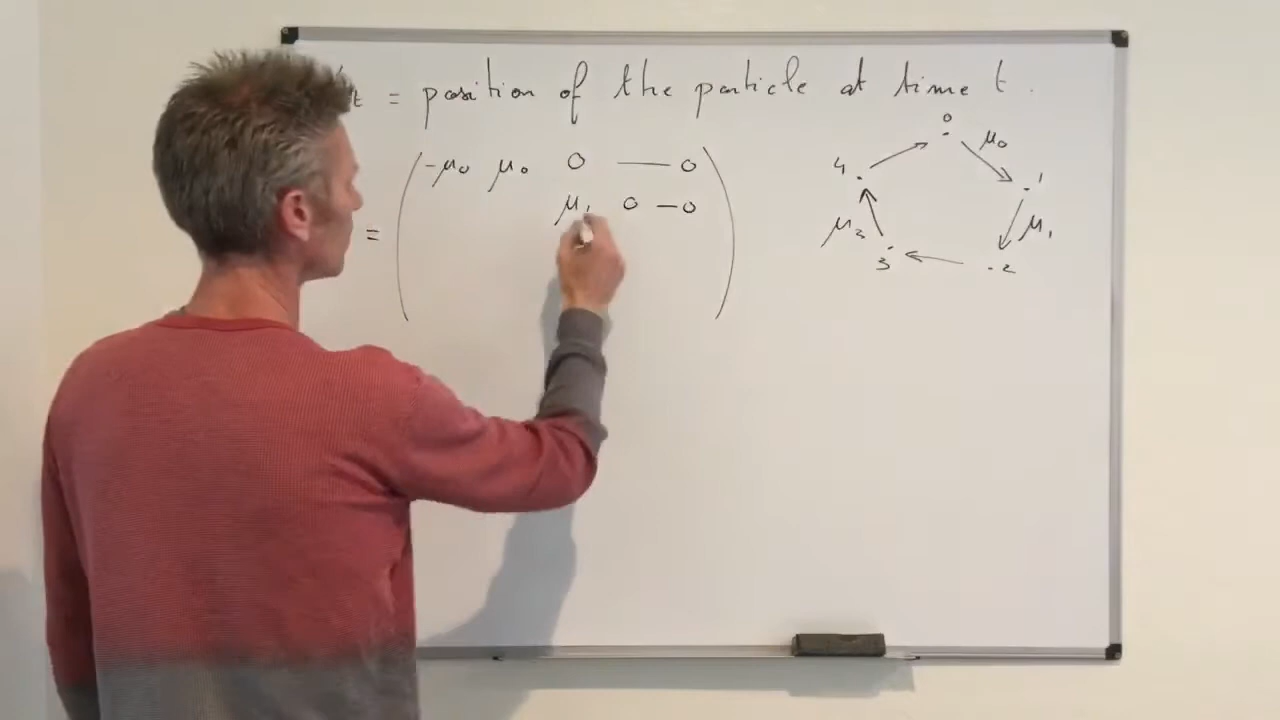 t = position of the particle at time t.
-μ₀ μ₀ 0 — 0
μ₁ 0 — 0
=
0
μ₀
1
μ₁
2
3
μ₃
4